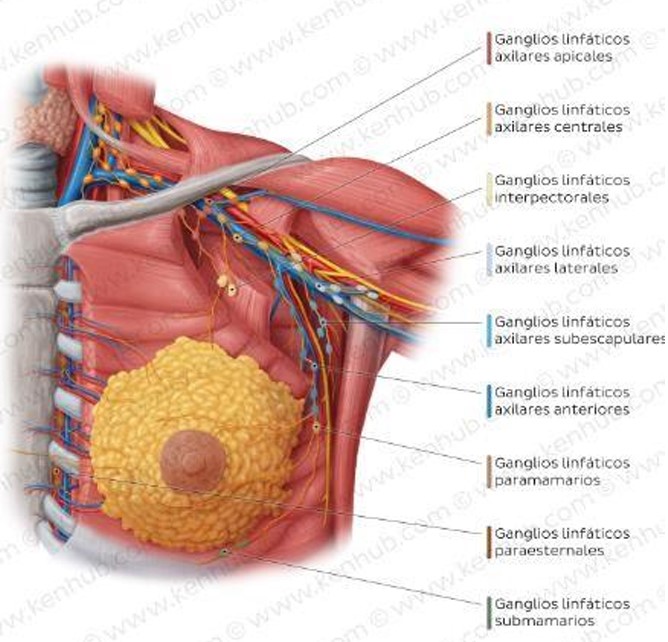 Ganglios linfáticos
axilares apicales
Ganglios linfáticos
axilares centrales
Ganglios linfáticos
interpectorales
Ganglios linfáticos
axilares laterales
Ganglios linfáticos
axilares subescapulares
Ganglios linfáticos
axilares anteriores
Ganglios linfáticos
paramamarios
Ganglios linfáticos
paraesternales
Ganglios linfáticos
submamarios
© www.kenhub.com